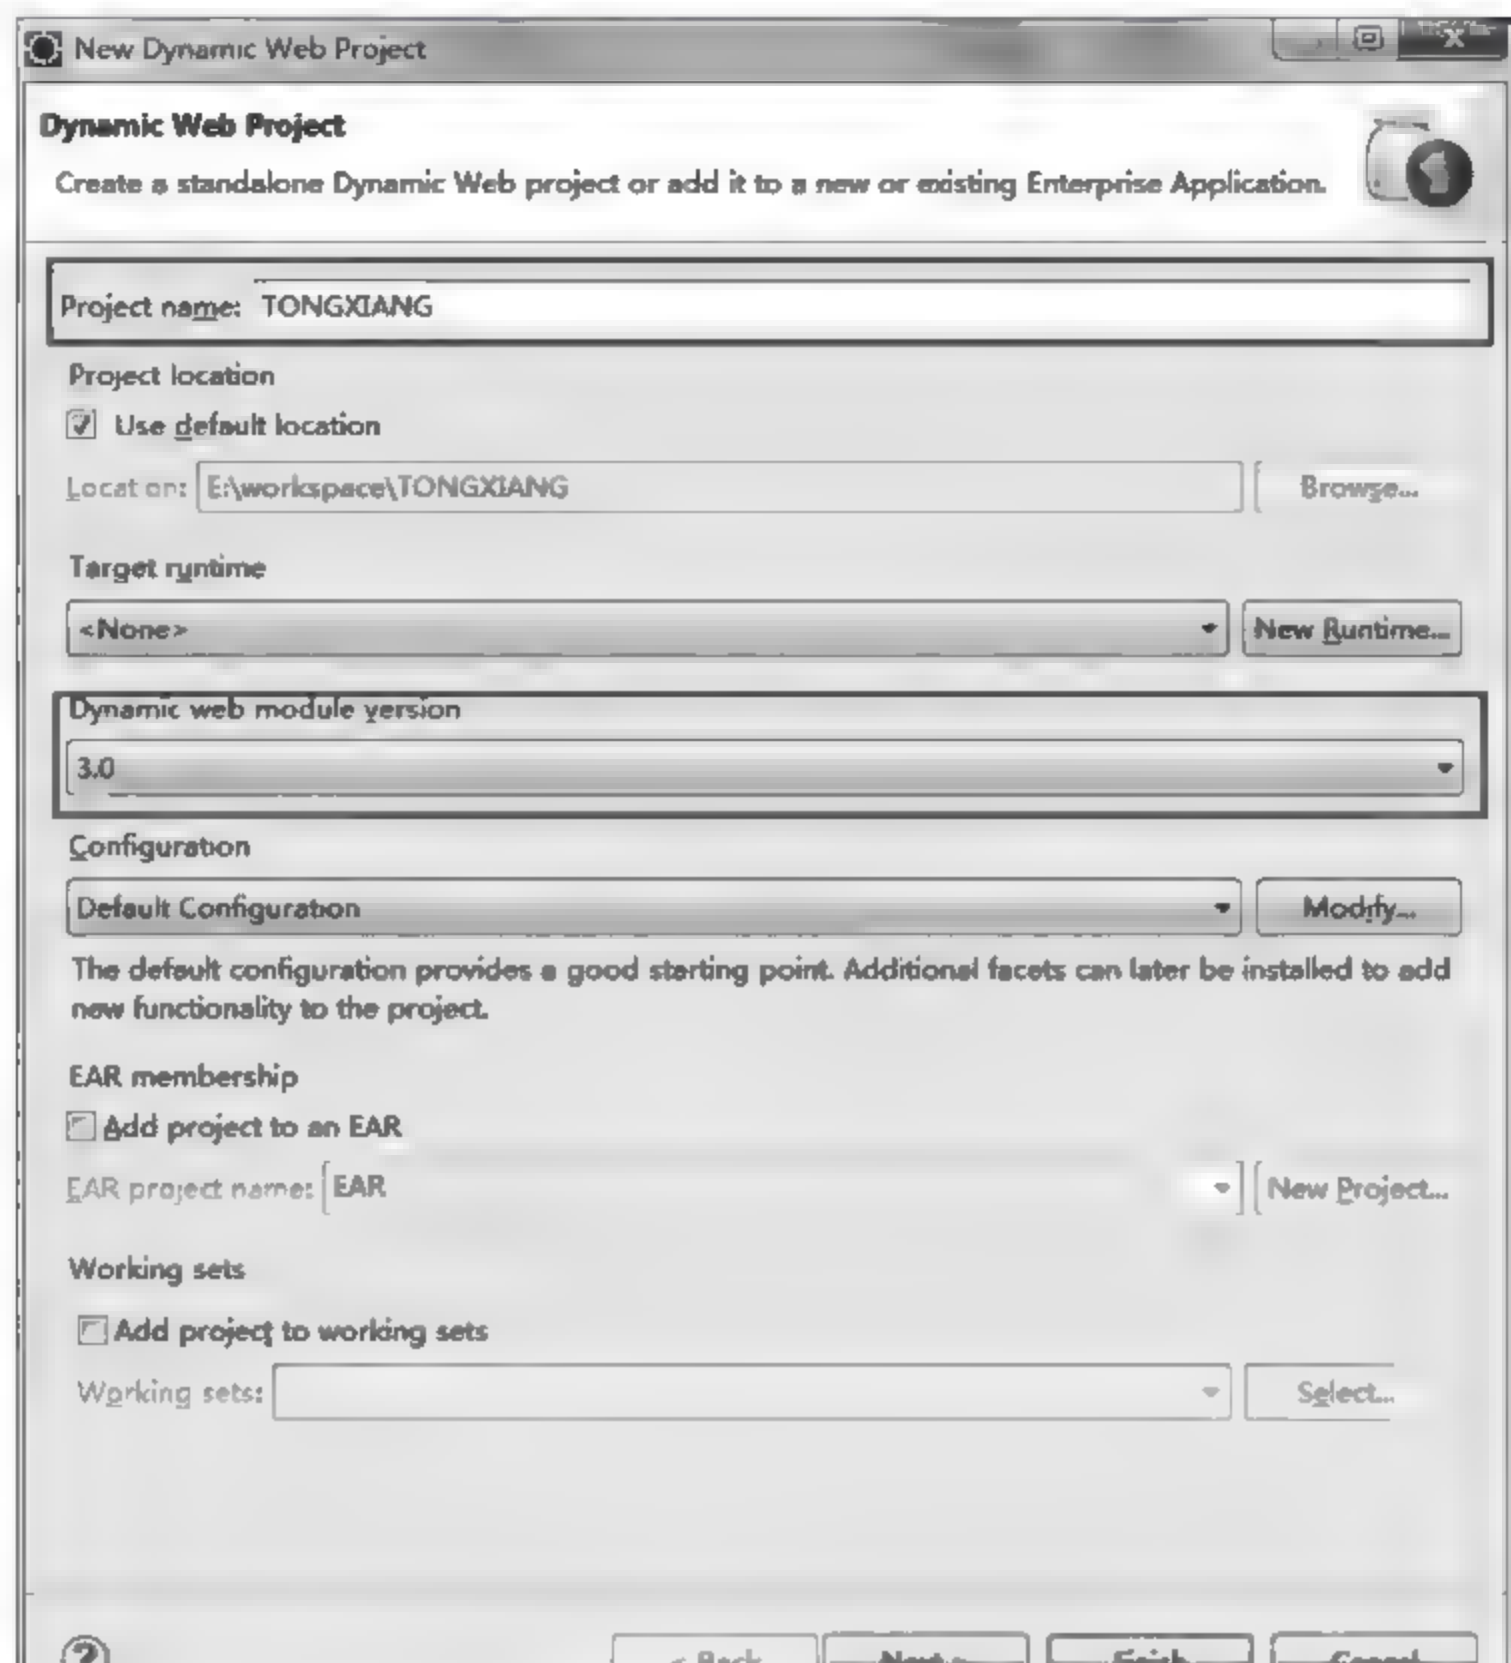 New Dynamic Web Project
Dynamic Web Project
Create a standalone Dynamic Web project or add it to a new or existing Enterprise Application.
Project name: TONGXIANG
Project location
Use default location
Location: E:\workspace\TONGXIANG Browse...
Target runtime
<None> New Runtime...
Dynamic web module version
3.0
Configuration
Default Configuration Modify...
The default configuration provides a good starting point. Additional facets can later be installed to add
new functionality to the project.
EAR membership
Add project to an EAR
EAR project name: EAR New Project...
Working sets
Add project to working sets
Working sets: Select...
? < Back Next > Finish Cancel